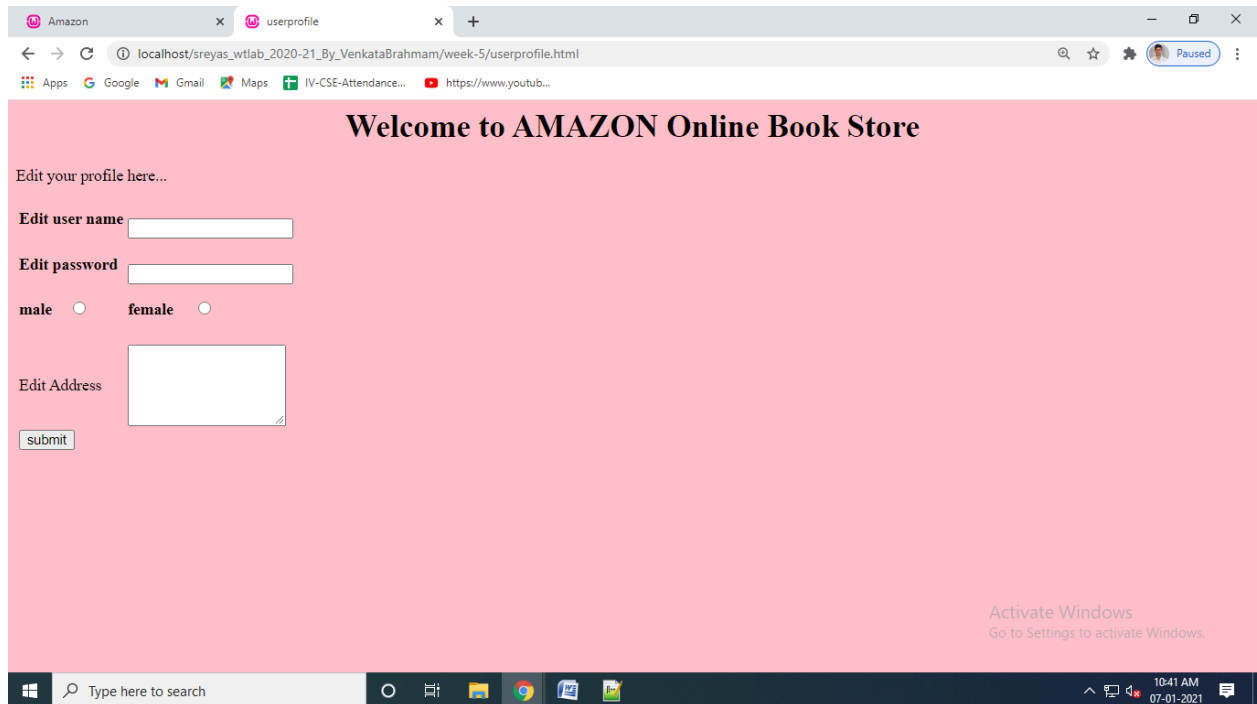 Amazon
userprofile
localhost/sreyas_wtlab_2020-21_By_VenkataBrahmam/week-5/userprofile.html
Paused
Apps Google Gmail Maps IV-CSE-Attendance... https://www.youtub...
Welcome to AMAZON Online Book Store
Edit your profile here...
Edit user name
Edit password
male female
Edit Address
submit
Activate Windows
Go to Settings to activate Windows.
Type here to search
10:41 AM
07-01-2021